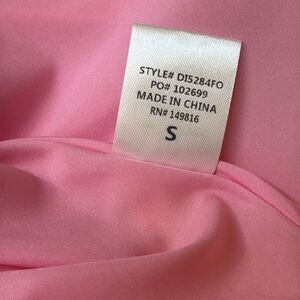 STYLE# DI5284FO
PO# 102699
MADE IN CHINA
RN# 149816
S